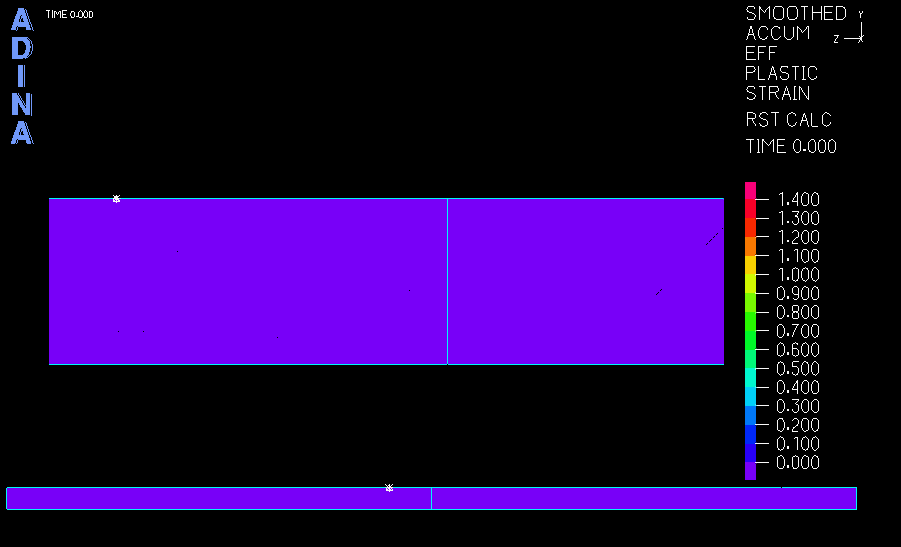 ADINA
TIME 0.000
SMOOTHED
ACCUM
EFF
PLASTIC
STRAIN
RST CALC
TIME 0.000
Y
Z X
1.400
1.300
1.200
1.100
1.000
0.900
0.800
0.700
0.600
0.500
0.400
0.300
0.200
0.100
0.000